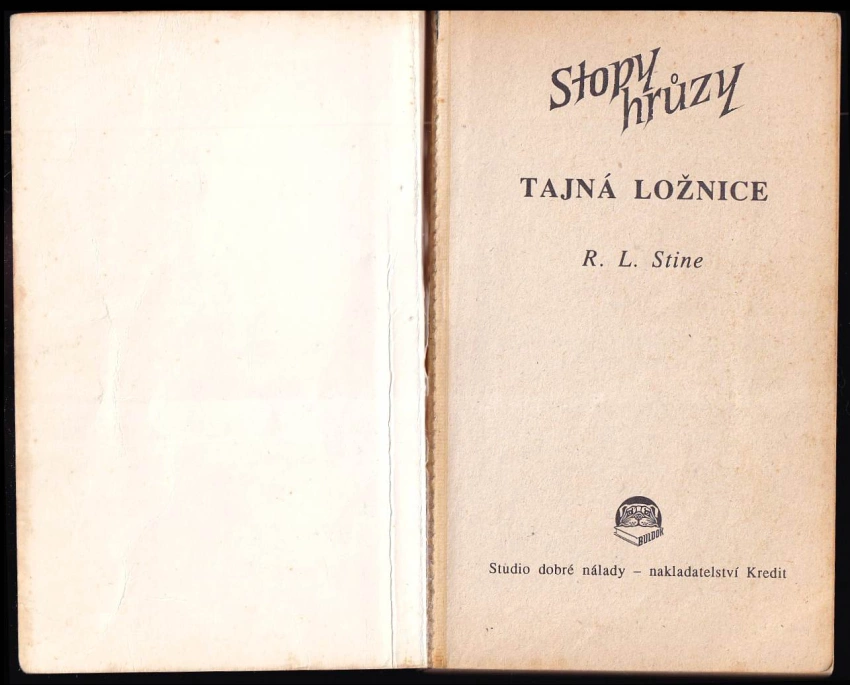 Stopy
hrůzy
TAJNÁ LOŽNICE
R. L. Stine
BULDOK
Studio dobré nálady – nakladatelství Kredit